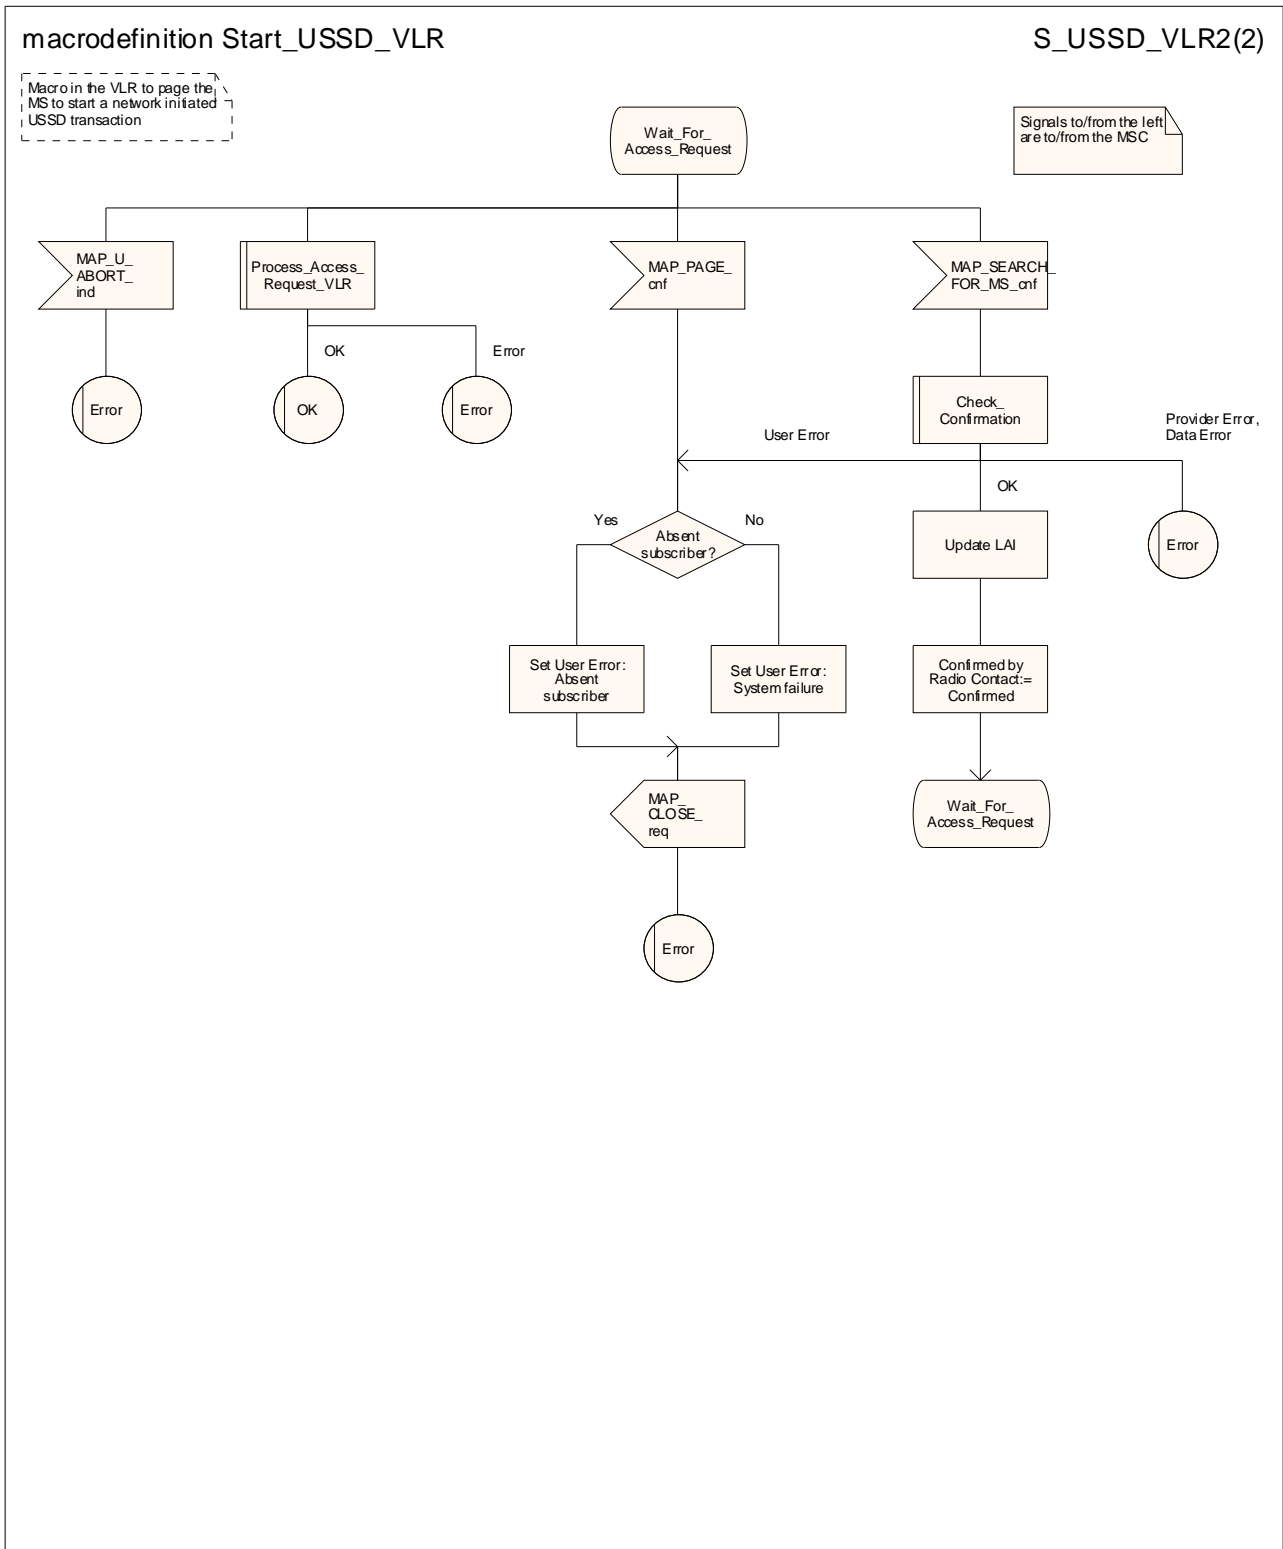 macrodefinition Start_USSD_VLR
S_USSD_VLR2(2)
Macro in the VLR to page the
MS to start a network initiated
USSD transaction
Wait_For_
Access_Request
Signals to/from the left
are to/from the MSC
MAP_U_
ABORT_
ind
Process_Access_
Request_VLR
MAP_PAGE_
cnf
MAP_SEARCH_
FOR_MS_cnf
OK
Error
Error
OK
Error
Check_
Confirmation
User Error
Provider Error,
Data Error
OK
Yes
No
Absent
subscriber?
Update LAI
Error
Set User Error:
Absent
subscriber
Set User Error:
System failure
Confirmed by
Radio Contact:=
Confirmed
MAP_
CLOSE_
req
Wait_For_
Access_Request
Error